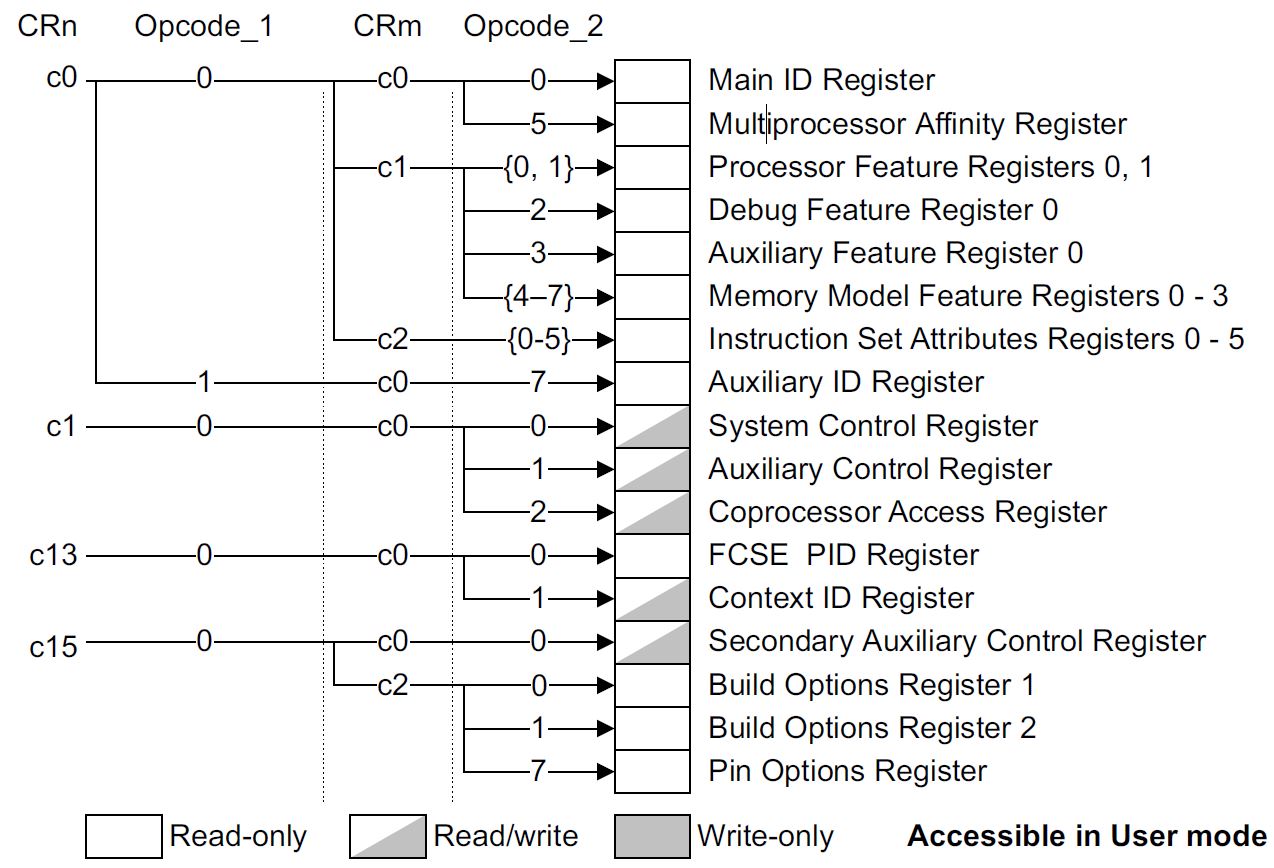 CRn Opcode_1 CRm Opcode_2
c0 0 c0 0 Main ID Register
5 Multiprocessor Affinity Register
c1 {0, 1} Processor Feature Registers 0, 1
2 Debug Feature Register 0
3 Auxiliary Feature Register 0
{4–7} Memory Model Feature Registers 0 - 3
c2 {0-5} Instruction Set Attributes Registers 0 - 5
1 c0 7 Auxiliary ID Register
c1 0 c0 0 System Control Register
1 Auxiliary Control Register
2 Coprocessor Access Register
c13 0 c0 0 FCSE PID Register
1 Context ID Register
c15 0 c0 0 Secondary Auxiliary Control Register
c2 0 Build Options Register 1
1 Build Options Register 2
7 Pin Options Register
Read-only Read/write Write-only Accessible in User mode